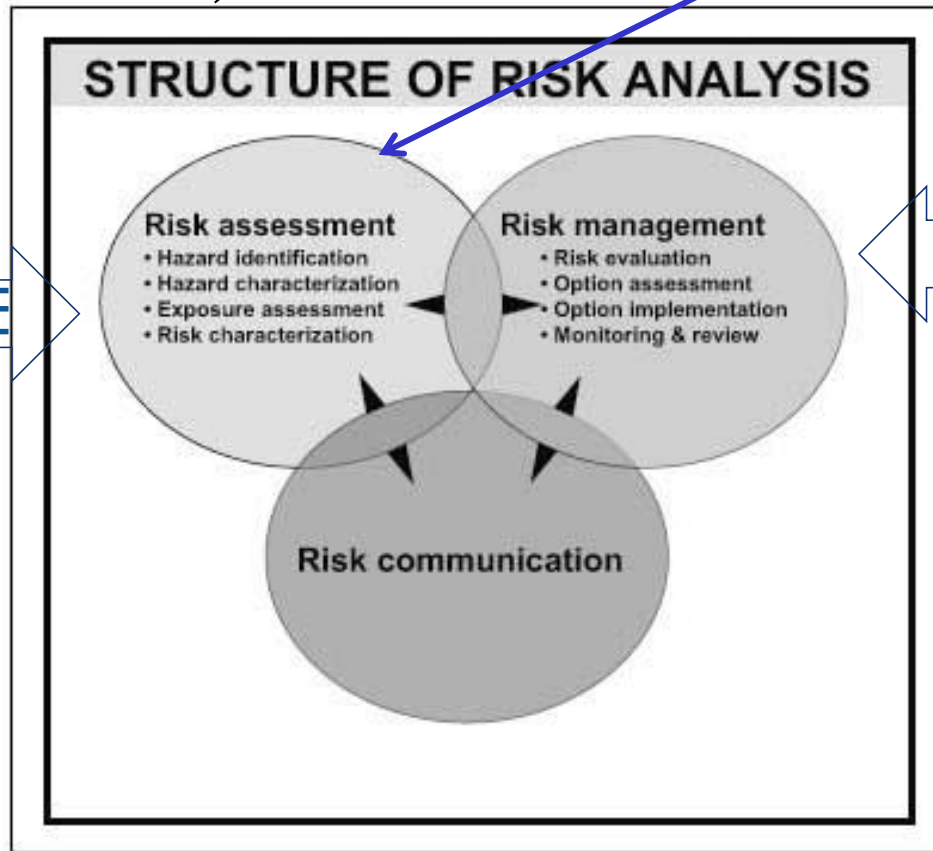 STRUCTURE OF RISK ANALYSIS
Risk assessment
• Hazard identification
• Hazard characterization
• Exposure assessment
• Risk characterization
Risk management
• Risk evaluation
• Option assessment
• Option implementation
• Monitoring & review
Risk communication